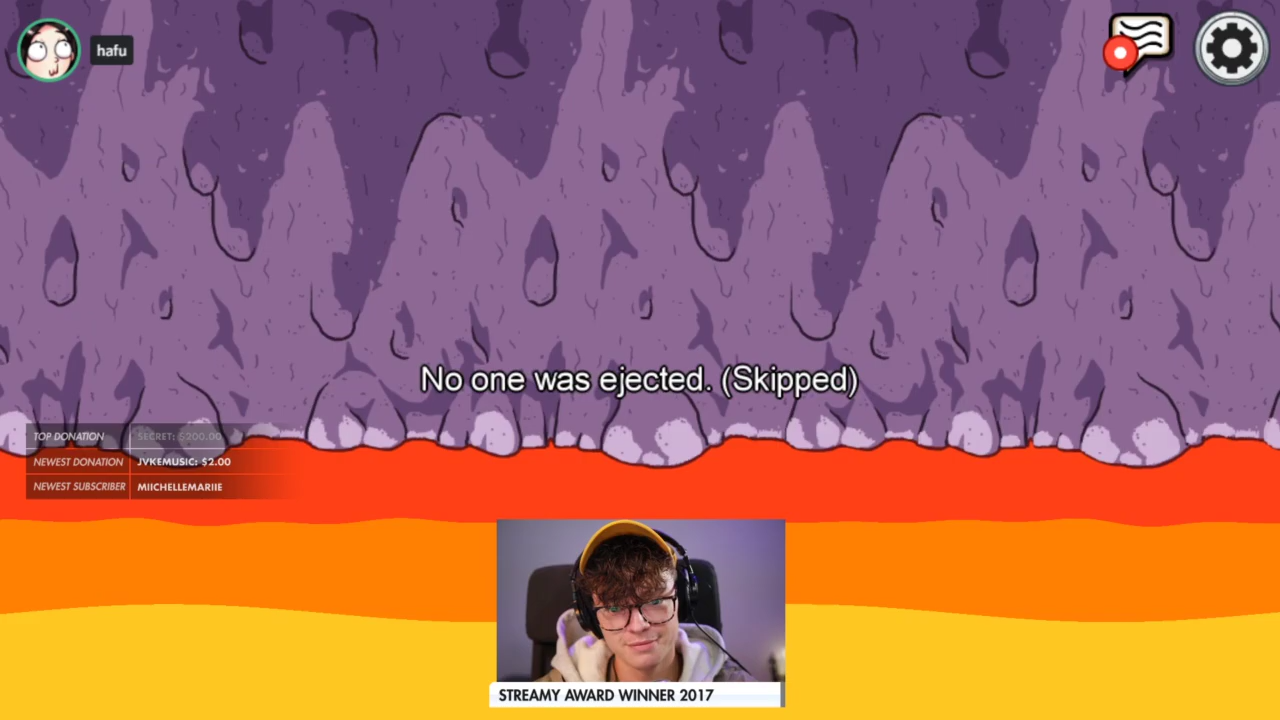 hafu
No one was ejected. (Skipped)
TOP DONATION SECRET: $200.00
NEWEST DONATION JVKEMUSIC: $2.00
NEWEST SUBSCRIBER MIICHELLEMARIIE
STREAMY AWARD WINNER 2017